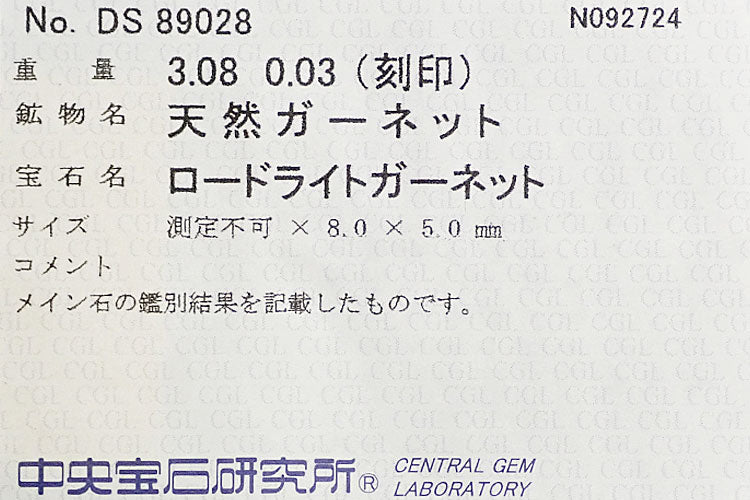 No. DS 89028 N092724
重量 3.08 0.03 (刻印)
鉱物名 天然ガーネット
宝石名 ロードライトガーネット
サイズ 測定不可 × 8.0 × 5.0 mm
コメント
メイン石の鑑別結果を記載したものです。
中央宝石研究所® CENTRAL GEM
LABORATORY